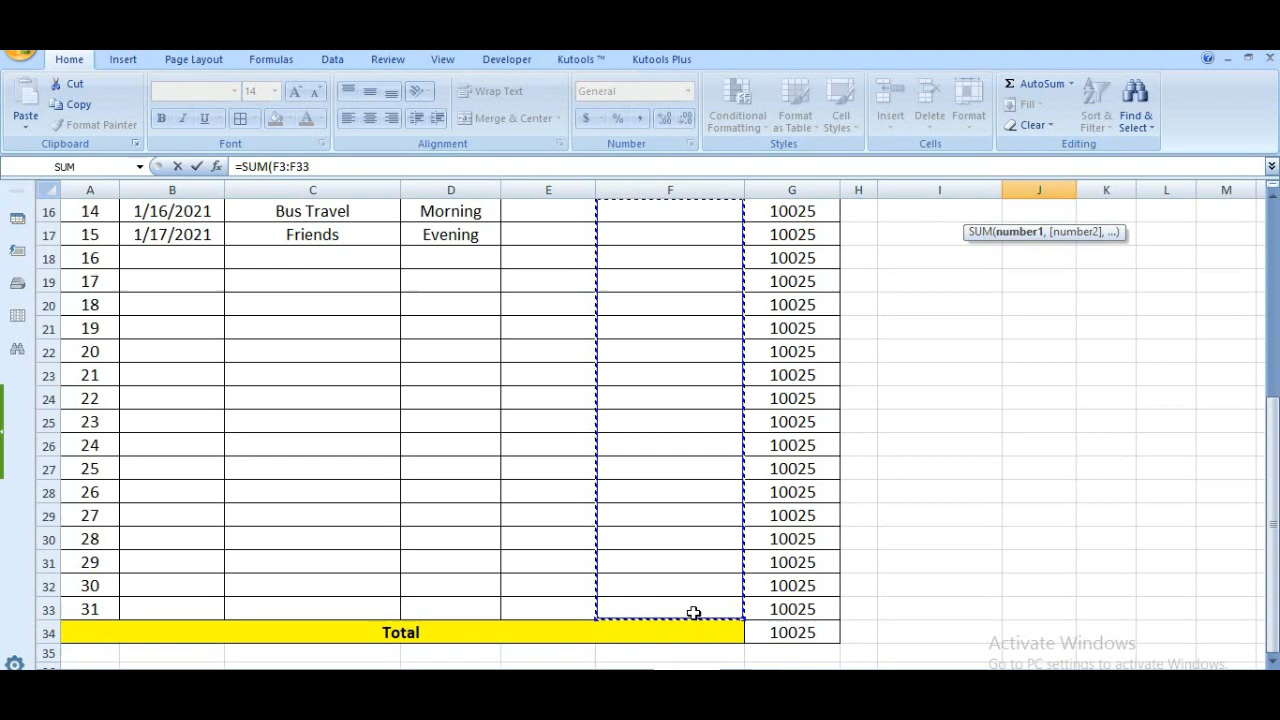 Home Insert Page Layout Formulas Data Review View Developer Kutools ™ Kutools Plus
Paste Cut Copy Format Painter
14 A A
B I U
Wrap Text
Merge & Center
General
$ % ,
Conditional Formatting Format as Table Cell Styles
Insert Delete Format
Σ AutoSum
Fill
Clear
Sort & Filter Find & Select
Clipboard Font Alignment Number Styles Cells Editing
SUM fx =SUM(F3:F33
A B C D E F G H I J K L M
16 14 1/16/2021 Bus Travel Morning 10025
17 15 1/17/2021 Friends Evening 10025
SUM(number1, [number2], ...)
18 16 10025
19 17 10025
20 18 10025
21 19 10025
22 20 10025
23 21 10025
24 22 10025
25 23 10025
26 24 10025
27 25 10025
28 26 10025
29 27 10025
30 28 10025
31 29 10025
32 30 10025
33 31 10025
34 Total 10025
35
Activate Windows
Go to PC settings to activate Windows.